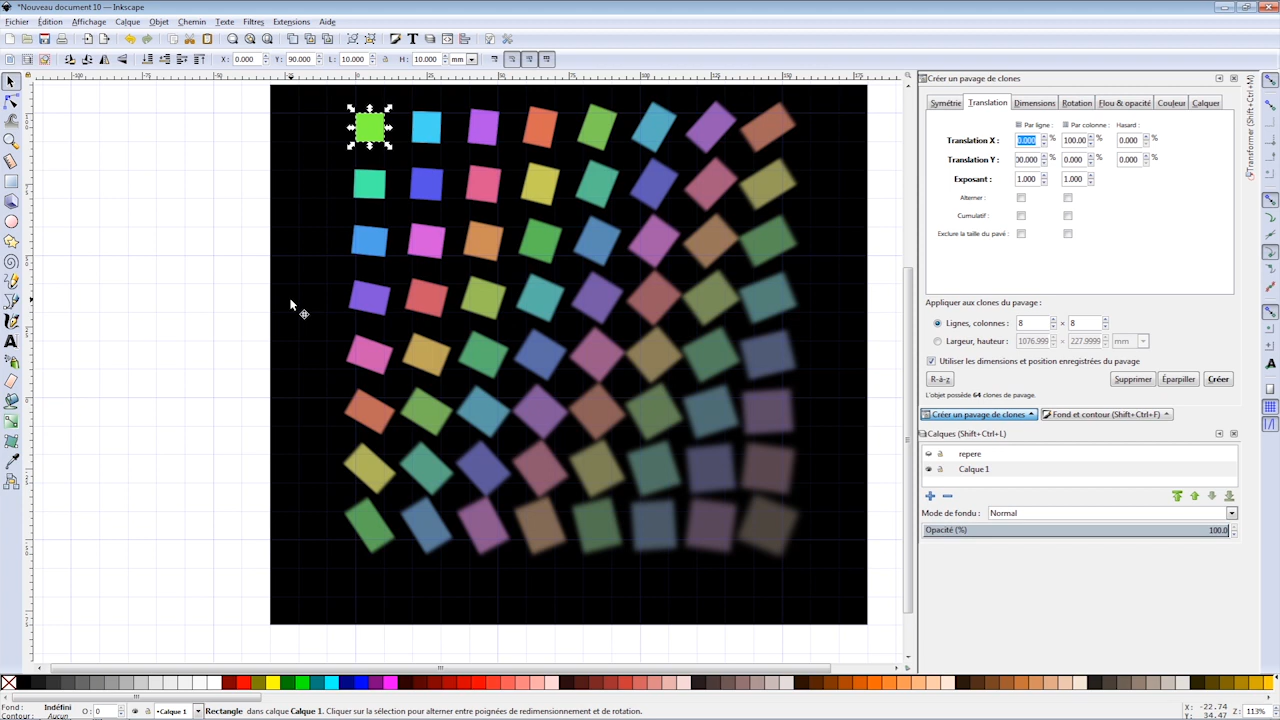 *Nouveau document 10 — Inkscape
Fichier Édition Affichage Calque Objet Chemin Texte Filtres Extensions Aide
X: 0.000 Y: 90.000 L: 10.000 H: 10.000 mm
Créer un pavage de clones
Symétrie Translation Dimensions Rotation Flou & opacité Couleur Calquer
Par ligne : Par colonne : Hasard :
Translation X : 0.000 % 100.00 % 0.000 %
Translation Y : 00.000 % 0.000 % 0.000 %
Exposant : 1.000 1.000
Alterner :
Cumulatif :
Exclure la taille du pavé :
Appliquer aux clones du pavage :
Lignes, colonnes : 8 × 8
Largeur, hauteur : 1076.999 × 227.9999 mm
Utiliser les dimensions et position enregistrées du pavage
R-à-z Supprimer Éparpiller Créer
L'objet possède 64 clones de pavage.
Créer un pavage de clones Fond et contour (Shift+Ctrl+F)
Calques (Shift+Ctrl+L)
repere
Calque 1
Mode de fondu : Normal
Opacité (%) 100.0
Transformer (Shift+Ctrl+M)
Fond : Indéfini
Contour : Aucun
O: 0 •Calque 1 Rectangle dans calque Calque 1. Cliquer sur la sélection pour alterner entre poignées de redimensionnement et de rotation.
X: -22.74
Y: 34.47
Z: 113%